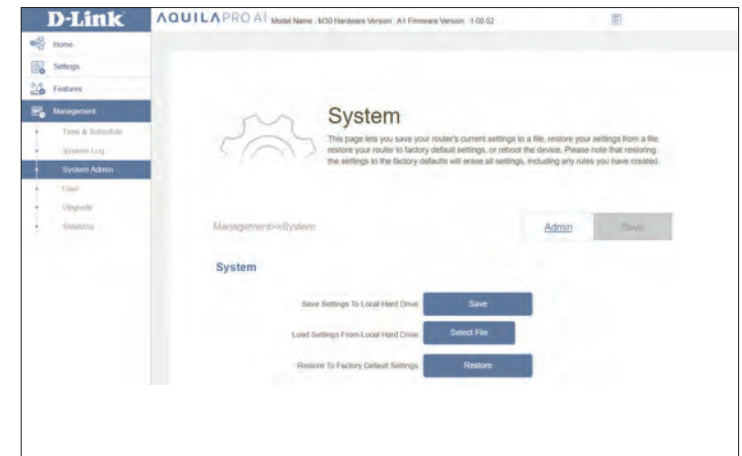 D-Link
AQUILAPRO AI Model Name : M30 Hardware Version : A1 Firmware Version : 1.00.02
Home
Settings
Features
Management
Time & Schedule
System Log
System Admin
User
Upgrade
Statistics
System
This page lets you save your router's current settings to a file, restore your settings from a file,
restore your router to factory default settings, or reboot the device. Please note that restoring
the settings to the factory defaults will erase all settings, including any rules you have created.
Management>>System
Admin
Save
System
Save Settings To Local Hard Drive
Save
Load Settings From Local Hard Drive
Select File
Restore To Factory Default Settings
Restore